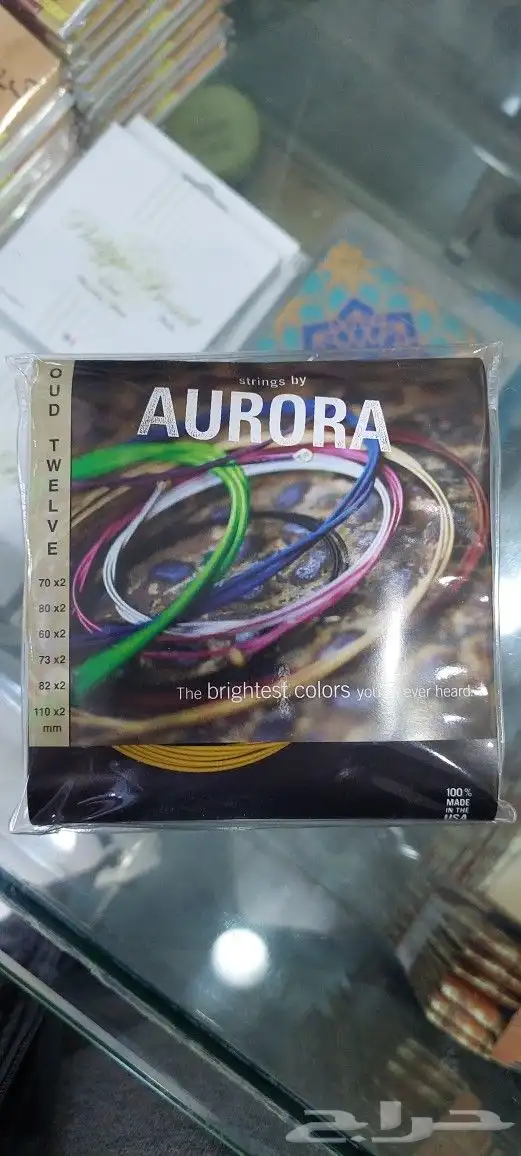 strings by
AURORA
OUD TWELVE
70 x2
80 x2
60 x2
73 x2
82 x2
110 x2
mm
The brightest colors ever heard.
100%
MADE
IN THE
USA
حراج